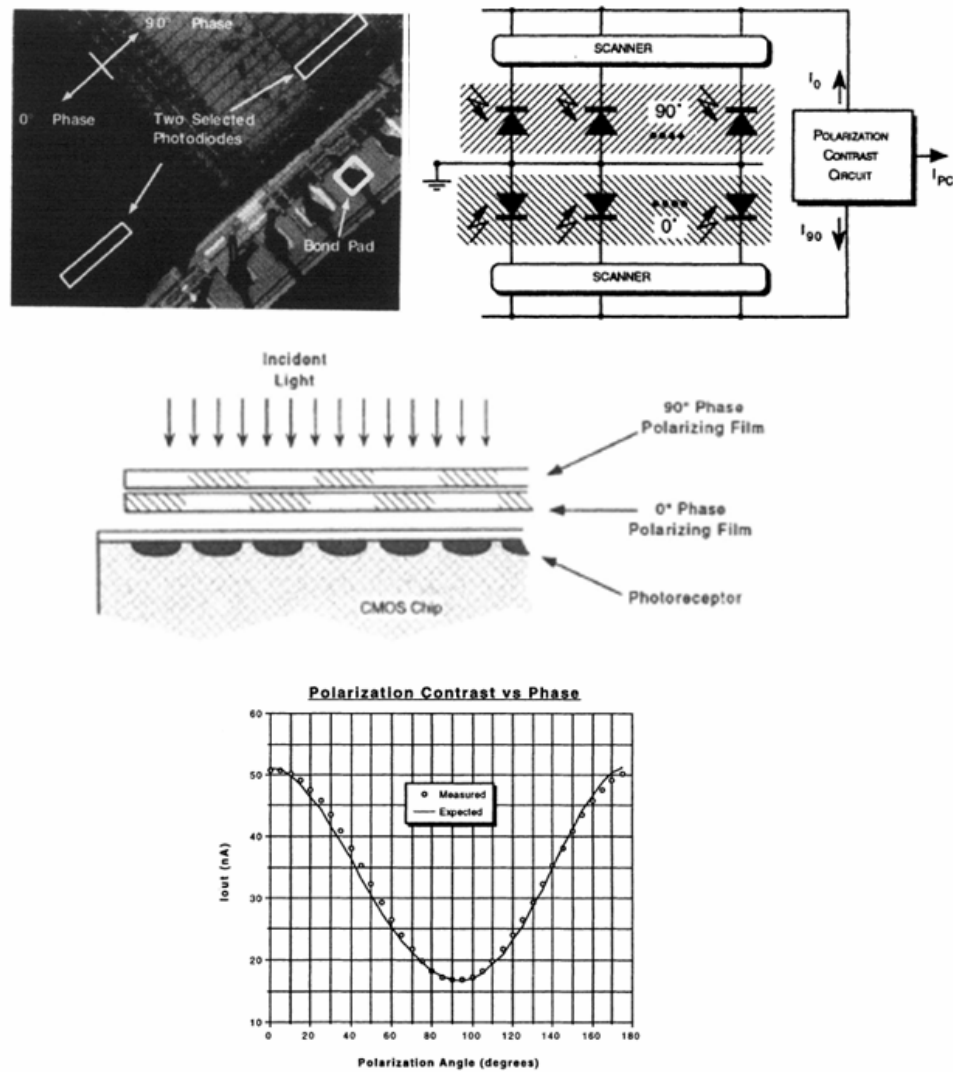 90° Phase
0° Phase
Two Selected
Photodiodes
Bond Pad
SCANNER
90°
0°
SCANNER
I0
POLARIZATION
CONTRAST
CIRCUIT
IPC
I90
Incident
Light
90° Phase
Polarizing Film
0° Phase
Polarizing Film
Photoreceptor
CMOS Chip
Polarization Contrast vs Phase
60
50
40
30
20
10
Iout (nA)
Measured
Expected
0 20 40 60 80 100 120 140 160 180
Polarization Angle (degrees)